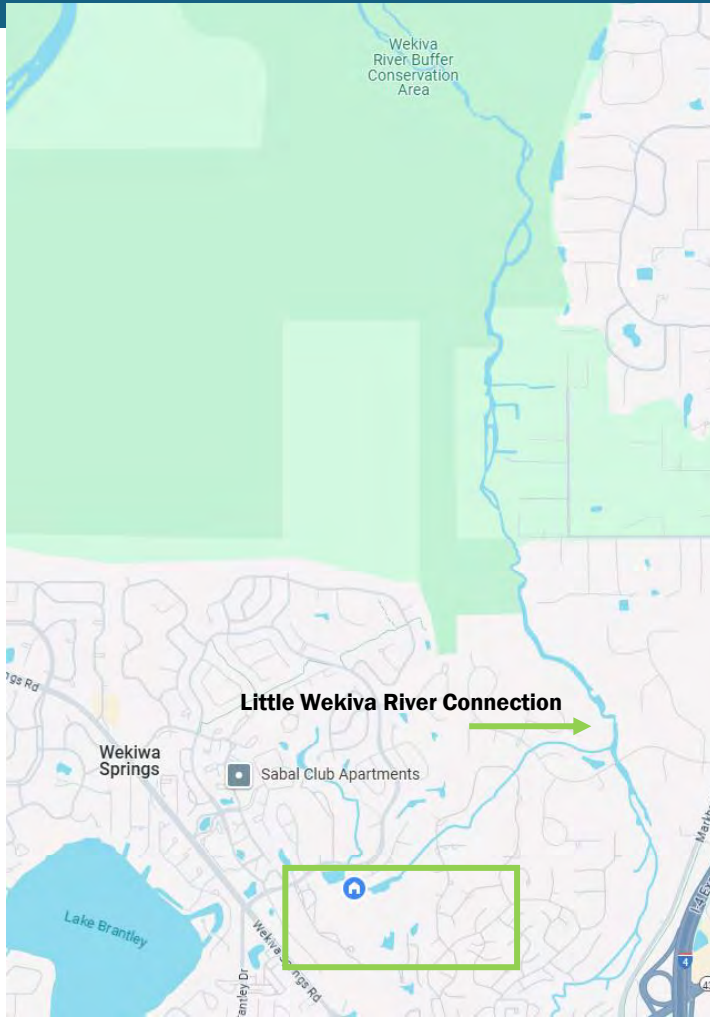 Wekiva
River Buffer
Conservation
Area
Little Wekiva River Connection
Wekiwa
Springs
Sabal Club Apartments
Lake Brantley
Wekiva Springs Rd
4